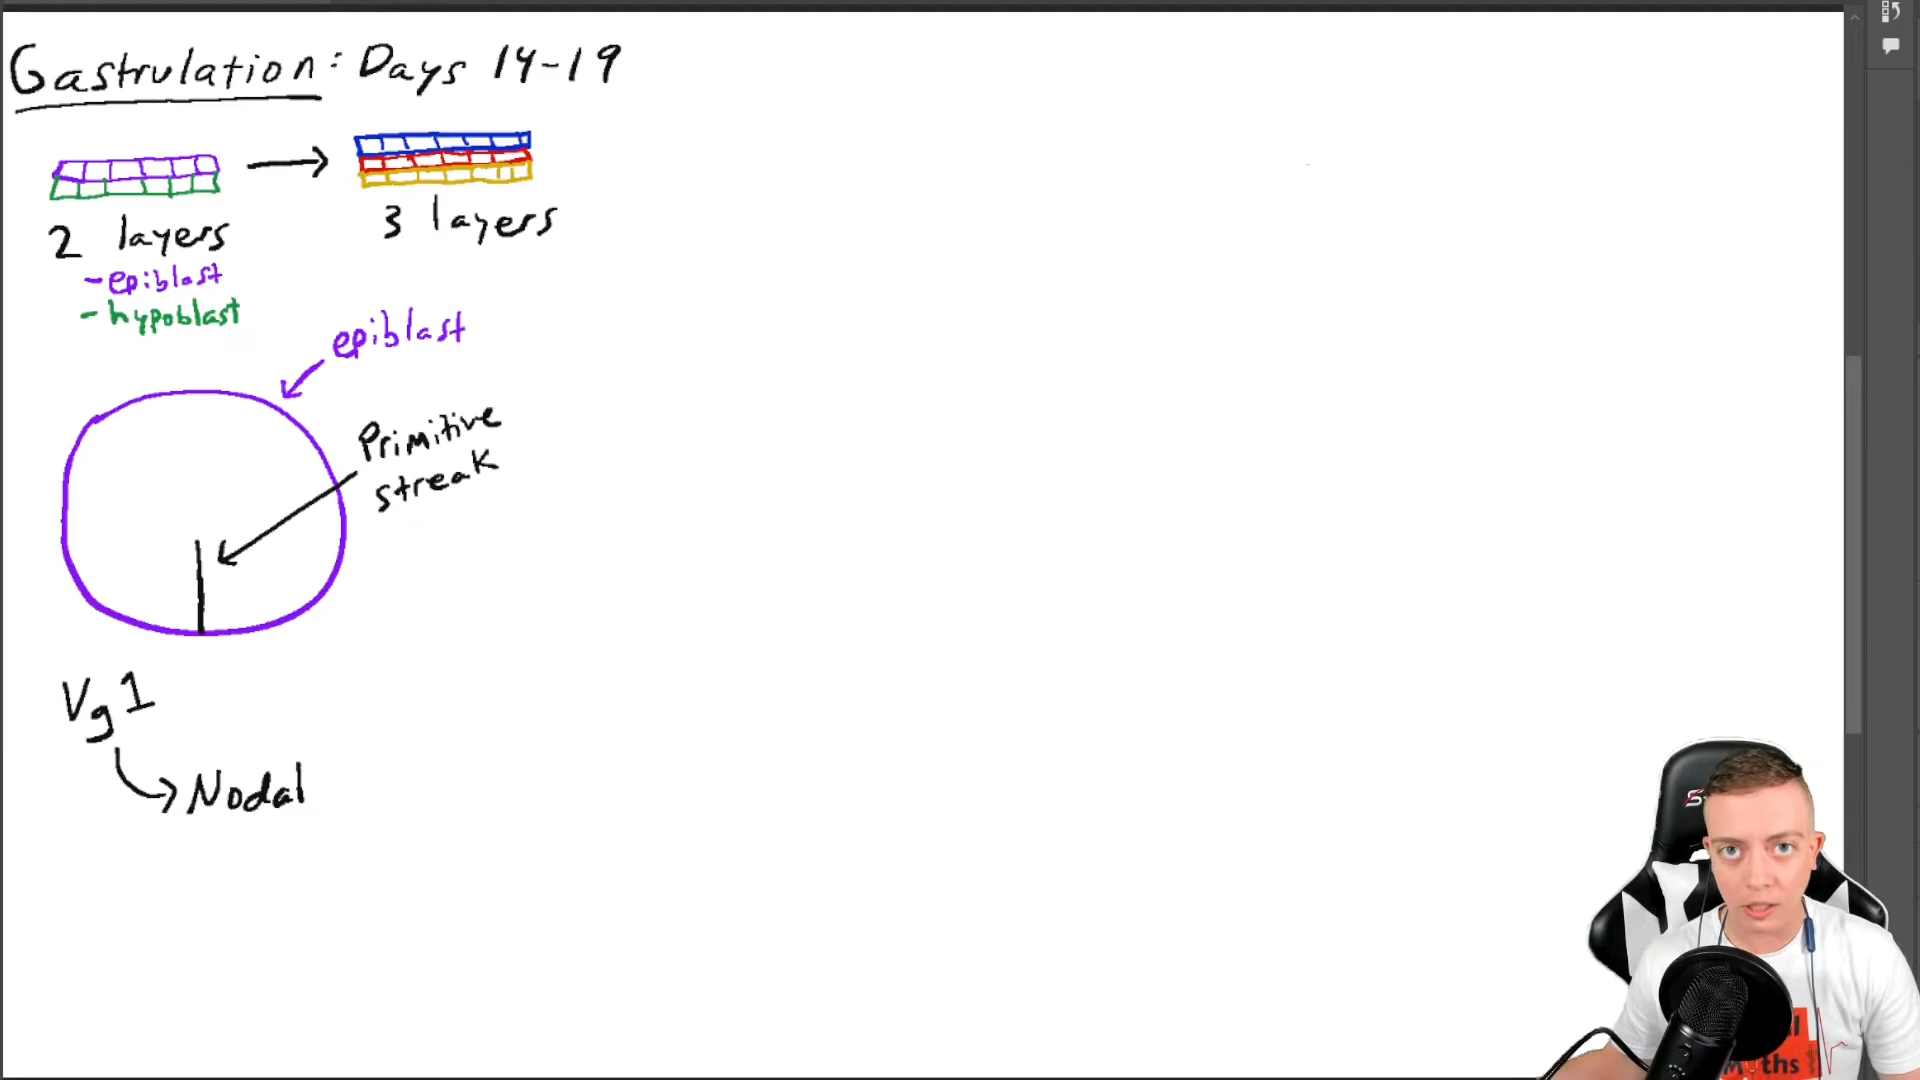 Gastrulation: Days 14-19
2 layers
- epiblast
- hypoblast
3 layers
epiblast
Primitive
streak
Vg1
Nodal